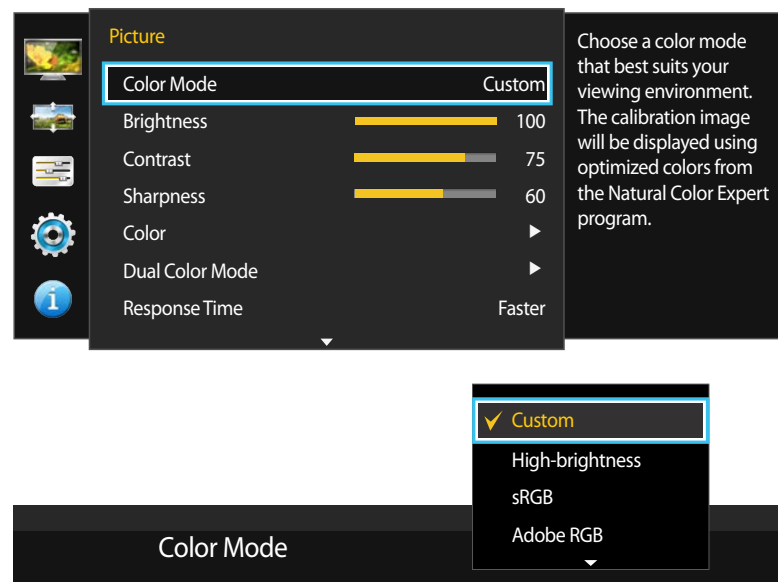 Picture
Color Mode Custom
Brightness 100
Contrast 75
Sharpness 60
Color
Dual Color Mode
Response Time Faster
Choose a color mode
that best suits your
viewing environment.
The calibration image
will be displayed using
optimized colors from
the Natural Color Expert
program.
i
Custom
High-brightness
sRGB
Adobe RGB
Color Mode